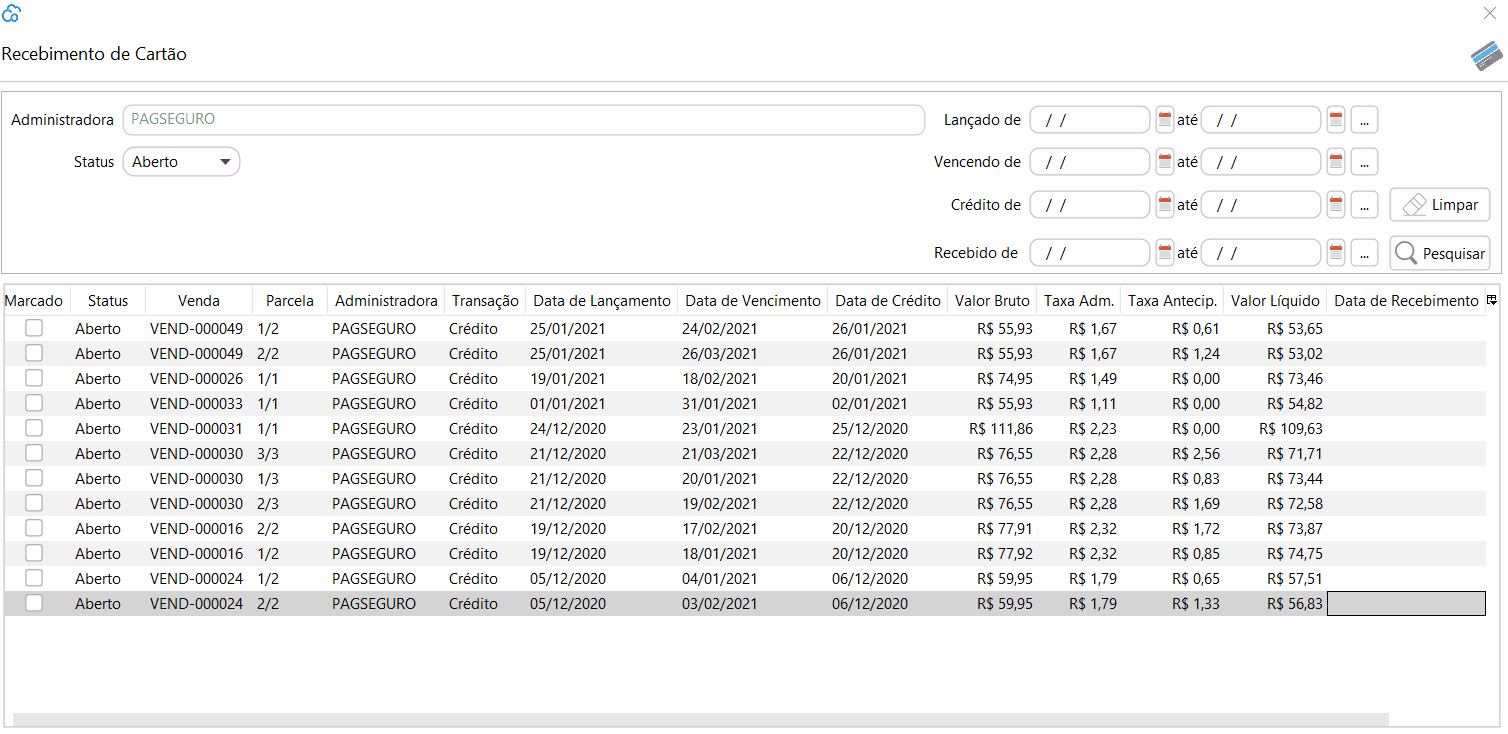 Recebimento de Cartão
Administradora PAGSEGURO Lançado de / / até / / ...
Status Aberto Vencendo de / / até / / ...
Crédito de / / até / / ... Limpar
Recebido de / / até / / ... Pesquisar
Marcado Status Venda Parcela Administradora Transação Data de Lançamento Data de Vencimento Data de Crédito Valor Bruto Taxa Adm. Taxa Antecip. Valor Líquido Data de Recebimento
Aberto VEND-000049 1/2 PAGSEGURO Crédito 25/01/2021 24/02/2021 26/01/2021 R$ 55,93 R$ 1,67 R$ 0,61 R$ 53,65
Aberto VEND-000049 2/2 PAGSEGURO Crédito 25/01/2021 26/03/2021 26/01/2021 R$ 55,93 R$ 1,67 R$ 1,24 R$ 53,02
Aberto VEND-000026 1/1 PAGSEGURO Crédito 19/01/2021 18/02/2021 20/01/2021 R$ 74,95 R$ 1,49 R$ 0,00 R$ 73,46
Aberto VEND-000033 1/1 PAGSEGURO Crédito 01/01/2021 31/01/2021 02/01/2021 R$ 55,93 R$ 1,11 R$ 0,00 R$ 54,82
Aberto VEND-000031 1/1 PAGSEGURO Crédito 24/12/2020 23/01/2021 25/12/2020 R$ 111,86 R$ 2,23 R$ 0,00 R$ 109,63
Aberto VEND-000030 3/3 PAGSEGURO Crédito 21/12/2020 21/03/2021 22/12/2020 R$ 76,55 R$ 2,28 R$ 2,56 R$ 71,71
Aberto VEND-000030 1/3 PAGSEGURO Crédito 21/12/2020 20/01/2021 22/12/2020 R$ 76,55 R$ 2,28 R$ 0,83 R$ 73,44
Aberto VEND-000030 2/3 PAGSEGURO Crédito 21/12/2020 19/02/2021 22/12/2020 R$ 76,55 R$ 2,28 R$ 1,69 R$ 72,58
Aberto VEND-000016 2/2 PAGSEGURO Crédito 19/12/2020 17/02/2021 20/12/2020 R$ 77,91 R$ 2,32 R$ 1,72 R$ 73,87
Aberto VEND-000016 1/2 PAGSEGURO Crédito 19/12/2020 18/01/2021 20/12/2020 R$ 77,92 R$ 2,32 R$ 0,85 R$ 74,75
Aberto VEND-000024 1/2 PAGSEGURO Crédito 05/12/2020 04/01/2021 06/12/2020 R$ 59,95 R$ 1,79 R$ 0,65 R$ 57,51
Aberto VEND-000024 2/2 PAGSEGURO Crédito 05/12/2020 03/02/2021 06/12/2020 R$ 59,95 R$ 1,79 R$ 1,33 R$ 56,83